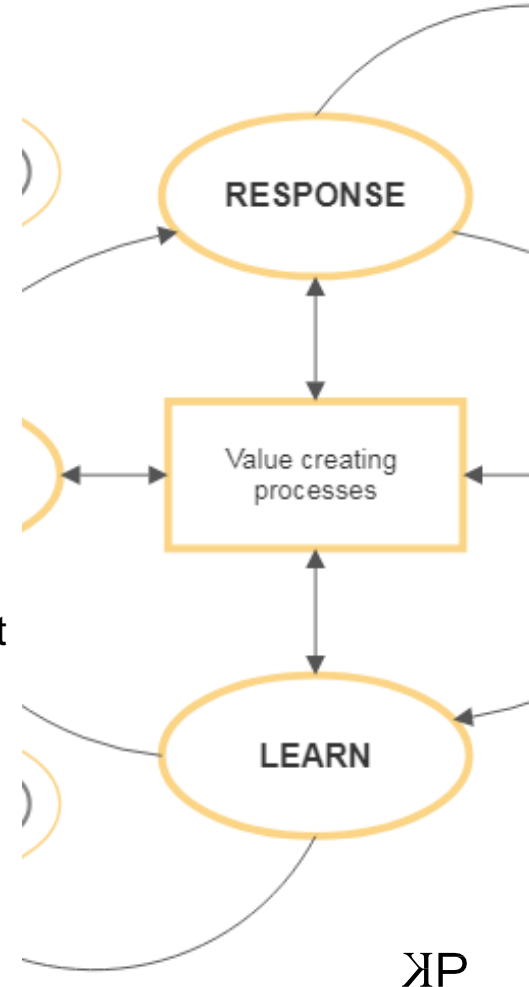 RESPONSE
Value creating
processes
t
LEARN
ꓘP